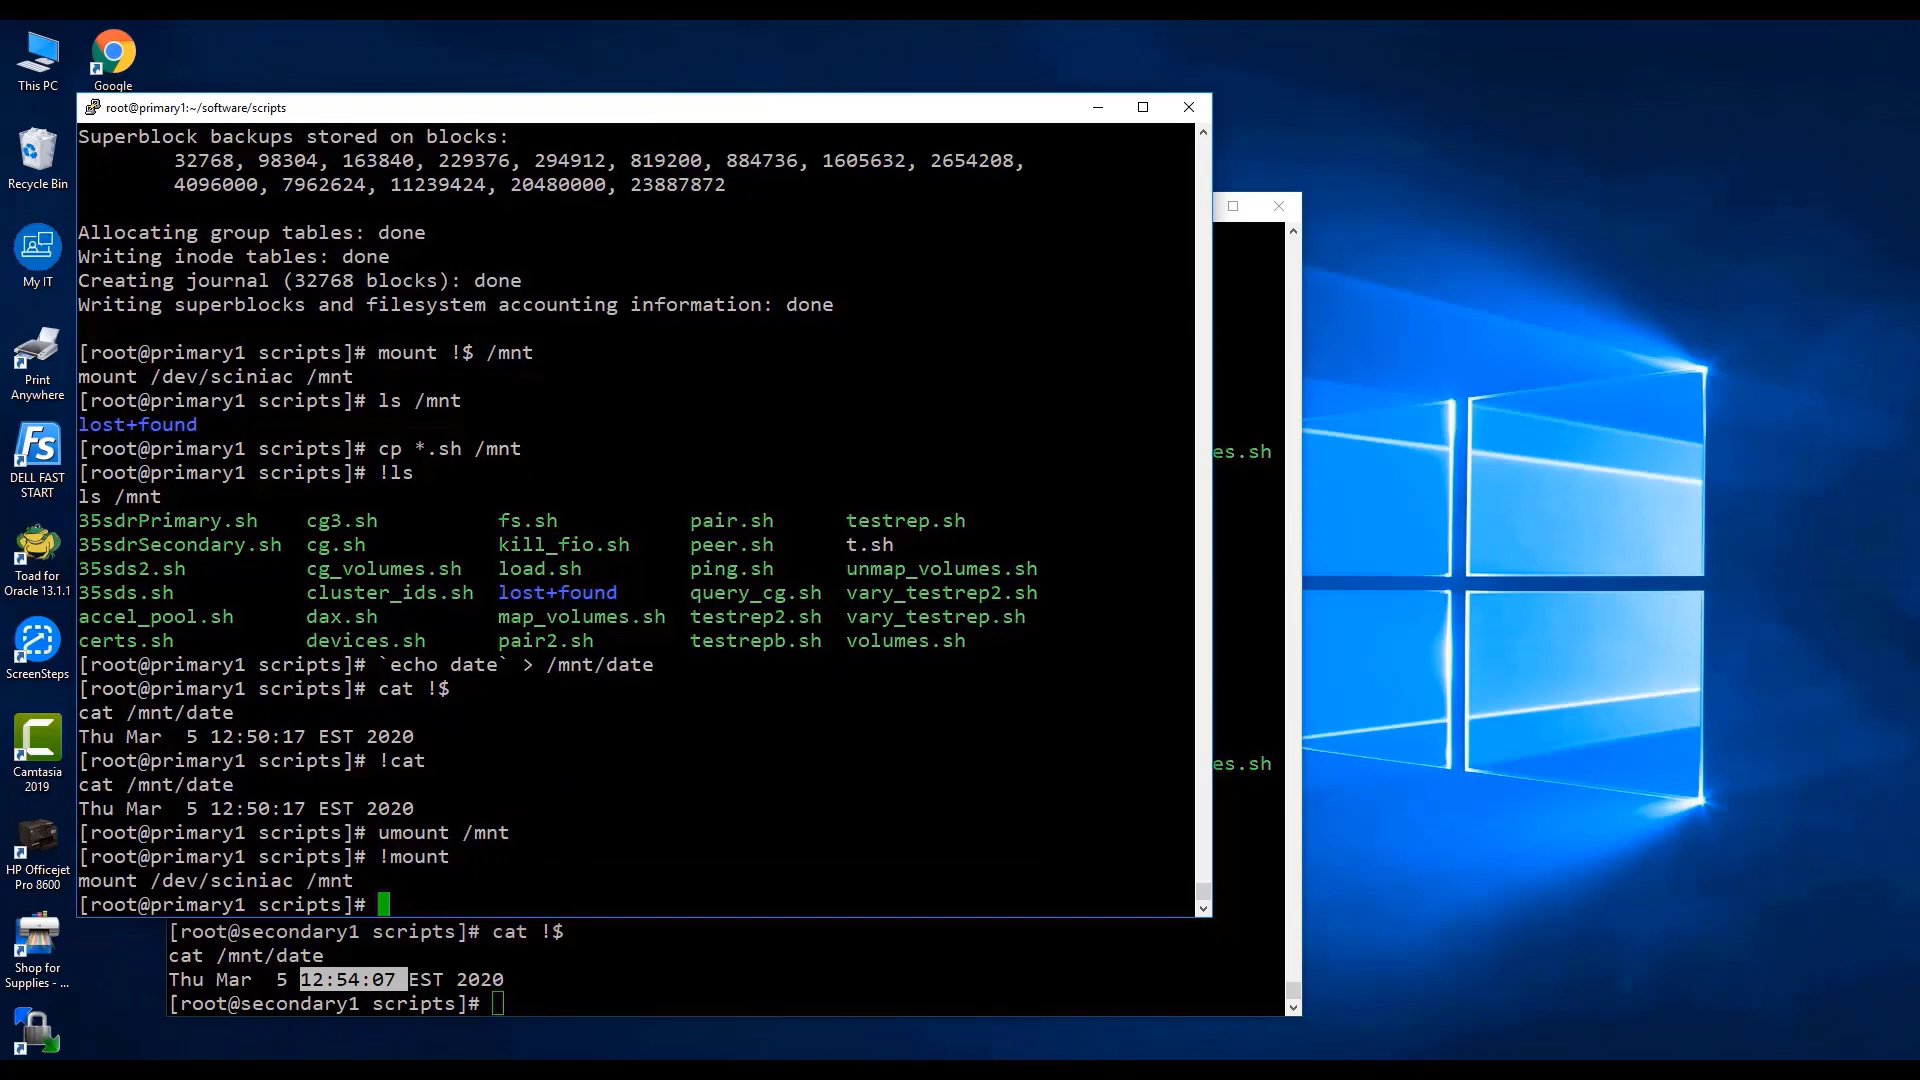 This PC
Google
Recycle Bin
My IT
Print
Anywhere
DELL FAST
START
Toad for
Oracle 13.1.1
ScreenSteps
Camtasia
2019
HP Officejet
Pro 8600
Shop for
Supplies - ...
root@primary1:~/software/scripts
Superblock backups stored on blocks:
32768, 98304, 163840, 229376, 294912, 819200, 884736, 1605632, 2654208,
4096000, 7962624, 11239424, 20480000, 23887872
Allocating group tables: done
Writing inode tables: done
Creating journal (32768 blocks): done
Writing superblocks and filesystem accounting information: done
[root@primary1 scripts]# mount !$ /mnt
mount /dev/sciniac /mnt
[root@primary1 scripts]# ls /mnt
lost+found
[root@primary1 scripts]# cp *.sh /mnt
[root@primary1 scripts]# !ls
ls /mnt
35sdrPrimary.sh cg3.sh fs.sh pair.sh testrep.sh
35sdrSecondary.sh cg.sh kill_fio.sh peer.sh t.sh
35sds2.sh cg_volumes.sh load.sh ping.sh unmap_volumes.sh
35sds.sh cluster_ids.sh lost+found query_cg.sh vary_testrep2.sh
accel_pool.sh dax.sh map_volumes.sh testrep2.sh vary_testrep.sh
certs.sh devices.sh pair2.sh testrepb.sh volumes.sh
[root@primary1 scripts]# `echo date` > /mnt/date
[root@primary1 scripts]# cat !$
cat /mnt/date
Thu Mar  5 12:50:17 EST 2020
[root@primary1 scripts]# !cat
cat /mnt/date
Thu Mar  5 12:50:17 EST 2020
[root@primary1 scripts]# umount /mnt
[root@primary1 scripts]# !mount
mount /dev/sciniac /mnt
[root@primary1 scripts]#
es.sh
es.sh
[root@secondary1 scripts]# cat !$
cat /mnt/date
Thu Mar  5 12:54:07 EST 2020
[root@secondary1 scripts]#